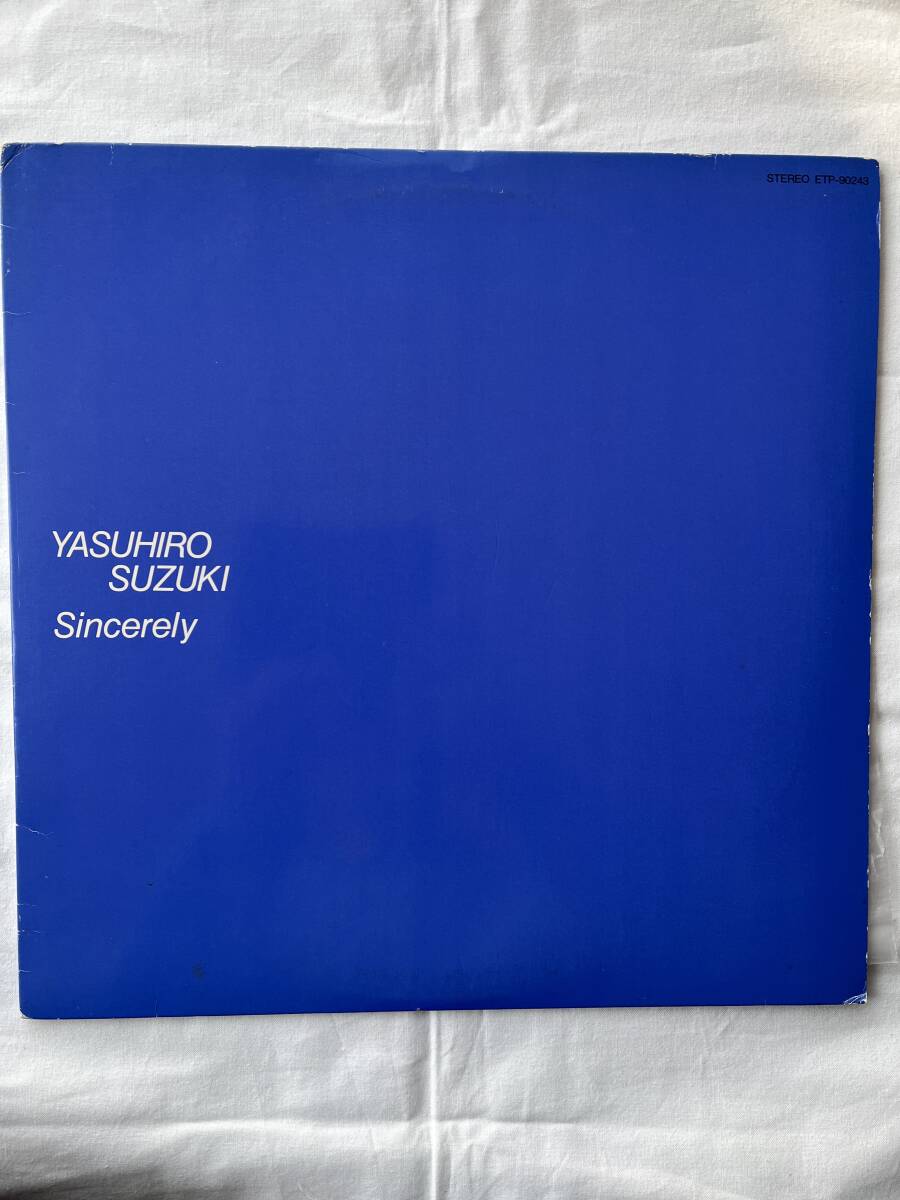 STEREO ETP-90243
YASUHIRO
SUZUKI
Sincerely